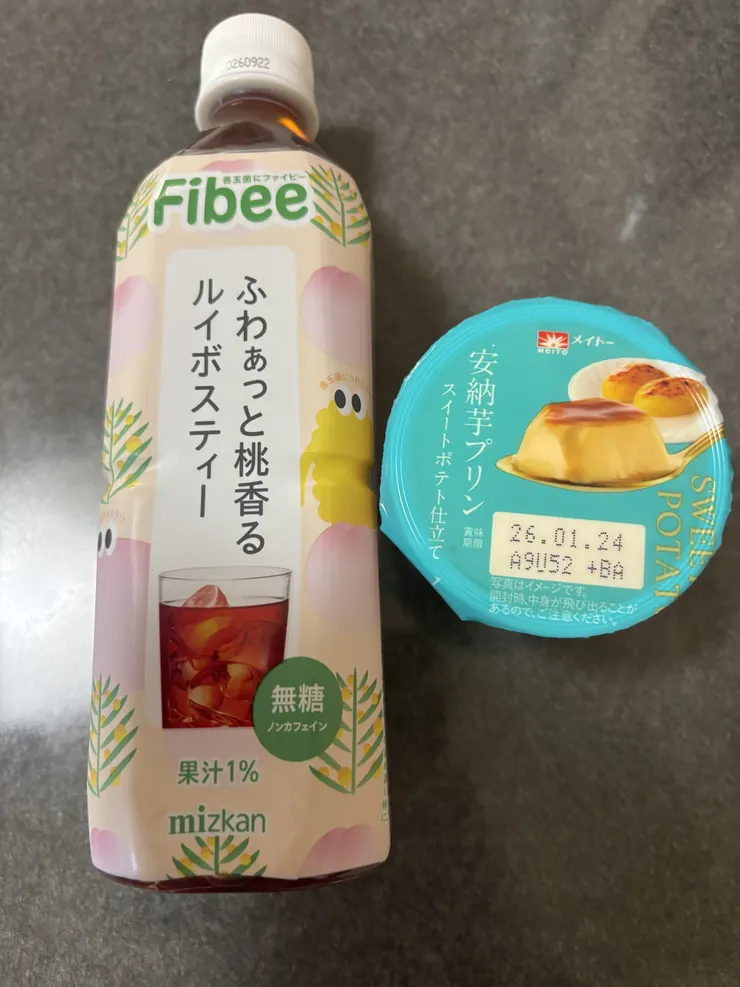 260922
善玉菌にファイビー
Fibee
ふわぁっと桃香る
ルイボスティー
無糖
ノンカフェイン
果汁1%
mizkan
メイトー
MEITO
安納芋プリン
スイートポテト仕立て
SWEET
POTATO
賞味
期限
26.01.24
A9U52 +BA
写真はイメージです。
開封時、中身が飛び出ることが
あるので、ご注意ください。